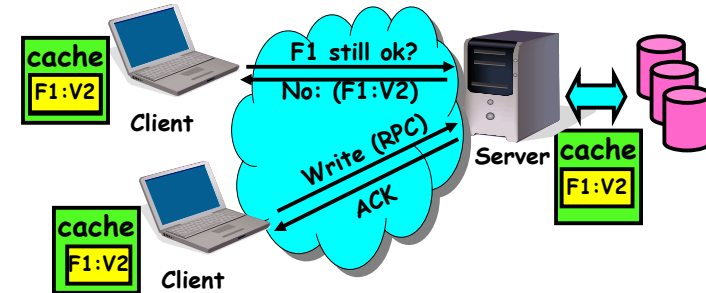 F1 still ok?
No: (F1:V2)
cache
F1:V2
Client
Write (RPC)
ACK
Server
cache
F1:V2
cache
F1:V2
Client